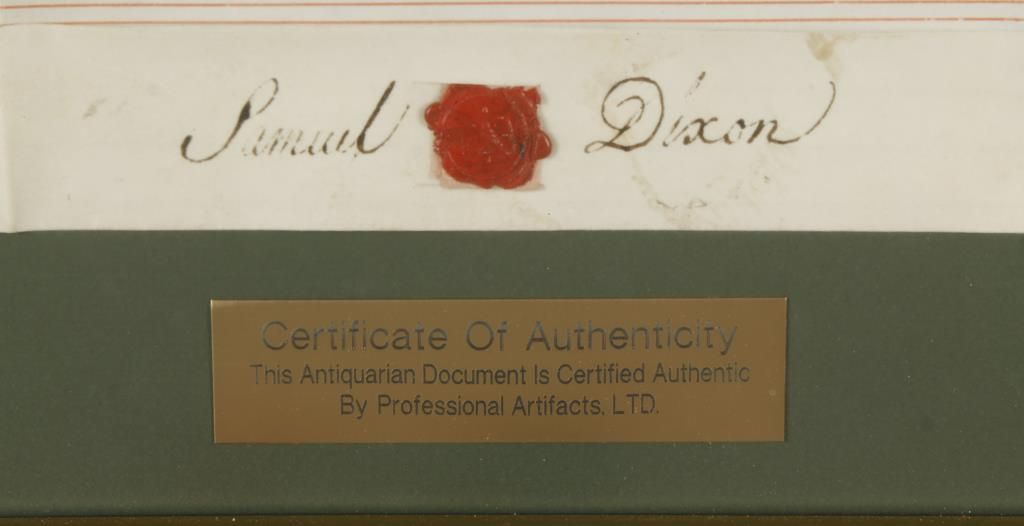 Samuel Dixon
Certificate Of Authenticity
This Antiquarian Document Is Certified Authentic
By Professional Artifacts, LTD.